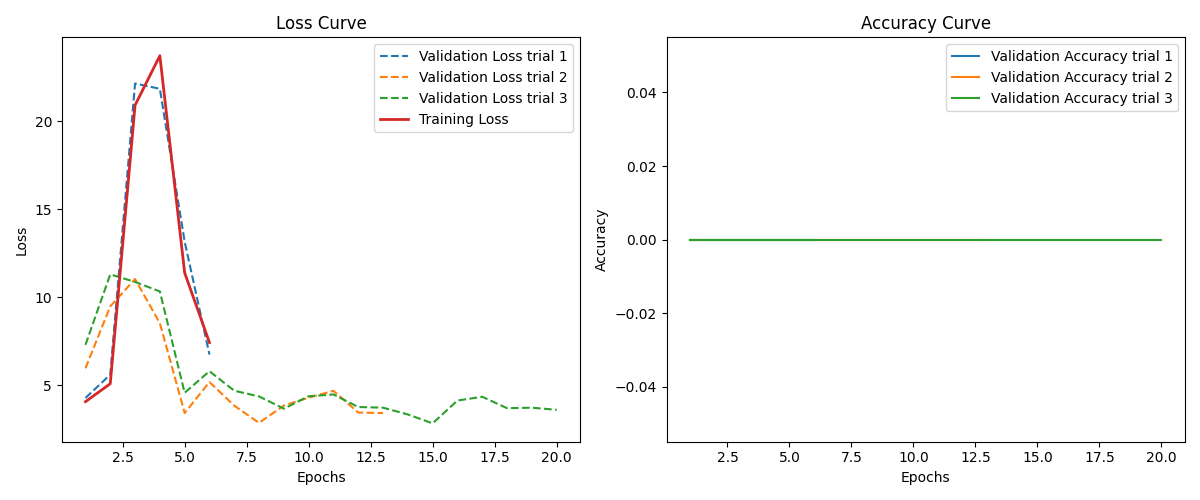 Loss Curve
Validation Loss trial 1
Validation Loss trial 2
Validation Loss trial 3
Training Loss
20
15
10
5
Loss
2.5 5.0 7.5 10.0 12.5 15.0 17.5 20.0
Epochs
Accuracy Curve
Validation Accuracy trial 1
Validation Accuracy trial 2
Validation Accuracy trial 3
0.04
0.02
0.00
−0.02
−0.04
Accuracy
2.5 5.0 7.5 10.0 12.5 15.0 17.5 20.0
Epochs